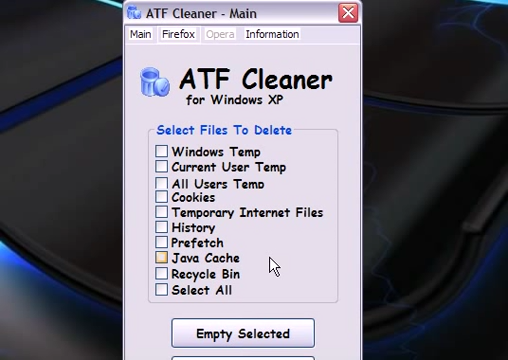 ATF Cleaner - Main
Main Firefox Opera Information
ATF Cleaner
for Windows XP
Select Files To Delete
Windows Temp
Current User Temp
All Users Temp
Cookies
Temporary Internet Files
History
Prefetch
Java Cache
Recycle Bin
Select All
Empty Selected